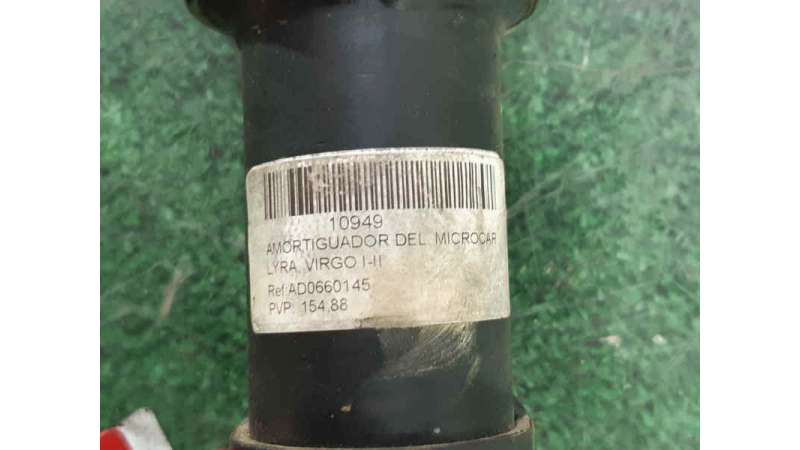 10949
AMORTIGUADOR DEL. MICROCAR
LYRA, VIRGO I-II
Ref:AD0660145
PVP: 154.88